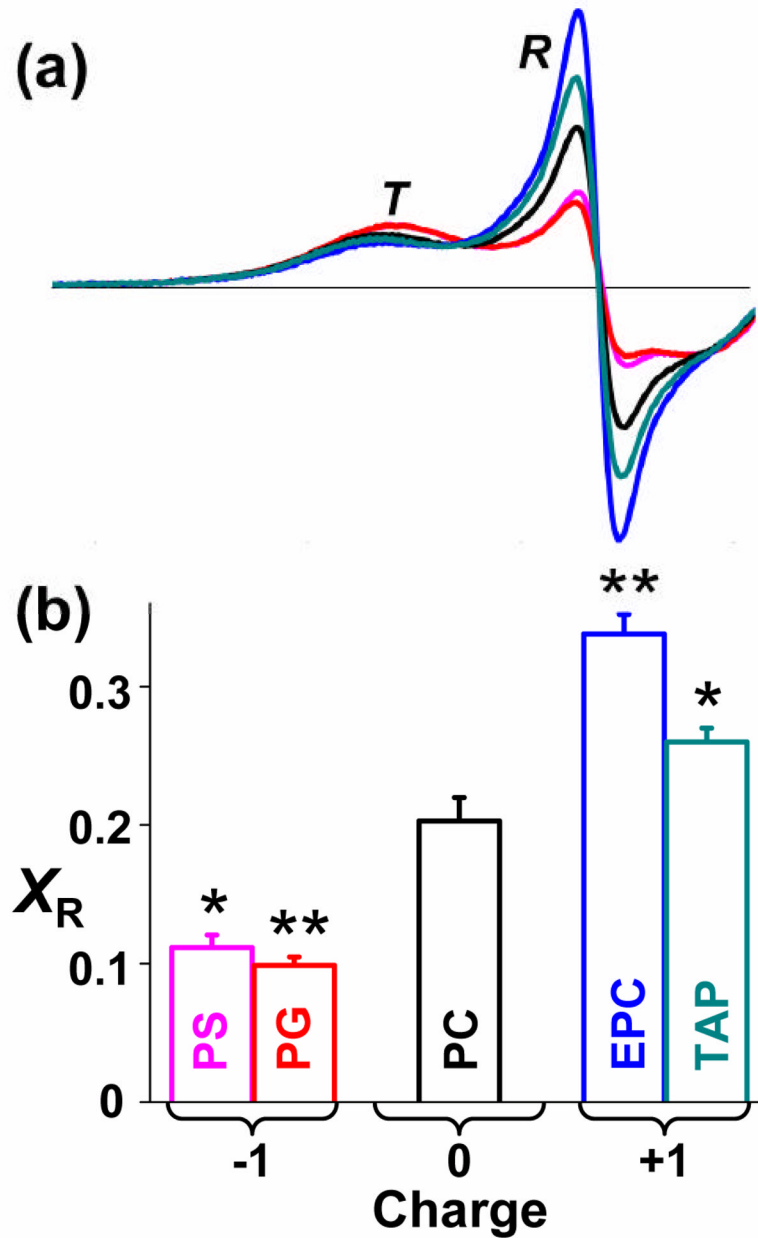 (a)
R
T
(b)
**
*
0.3
0.2
X_R
*
**
0.1
PS
PG
PC
EPC
TAP
0
-1
0
+1
Charge